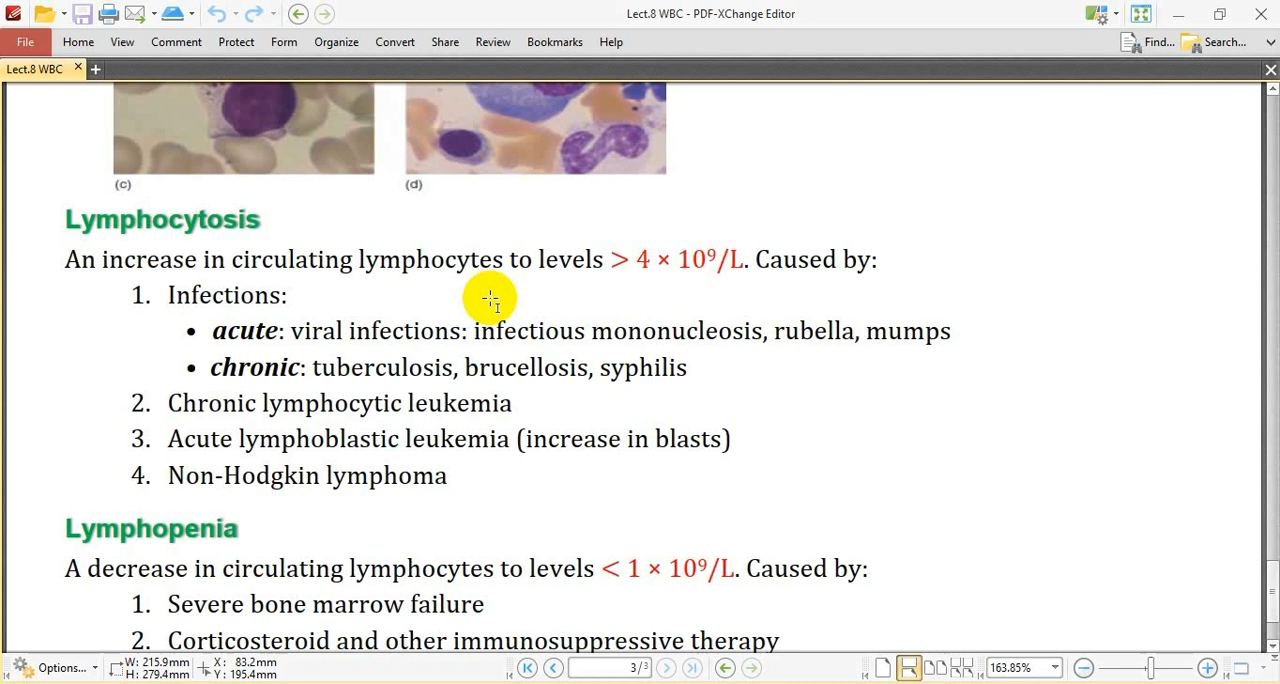 Lect.8 WBC - PDF-XChange Editor
File Home View Comment Protect Form Organize Convert Share Review Bookmarks Help Find... Search...
Lect.8 WBC
(c) (d)
Lymphocytosis
An increase in circulating lymphocytes to levels > 4 × 10⁹/L. Caused by:
1. Infections:
• acute: viral infections: infectious mononucleosis, rubella, mumps
• chronic: tuberculosis, brucellosis, syphilis
2. Chronic lymphocytic leukemia
3. Acute lymphoblastic leukemia (increase in blasts)
4. Non-Hodgkin lymphoma
Lymphopenia
A decrease in circulating lymphocytes to levels < 1 × 10⁹/L. Caused by:
1. Severe bone marrow failure
2. Corticosteroid and other immunosuppressive therapy
Options... W: 215.9mm X: 83.2mm 3/3 163.85%
H: 279.4mm Y: 195.4mm